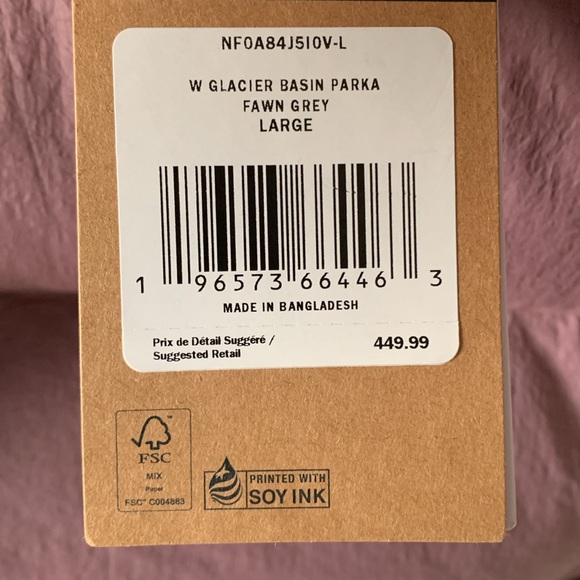 NF0A84J5I0V-L
W GLACIER BASIN PARKA
FAWN GREY
LARGE
1 96573 66446 3
MADE IN BANGLADESH
Prix de Détail Suggéré /
Suggested Retail
449.99
FSC
MIX
Paper
FSC® C004883
PRINTED WITH
SOY INK